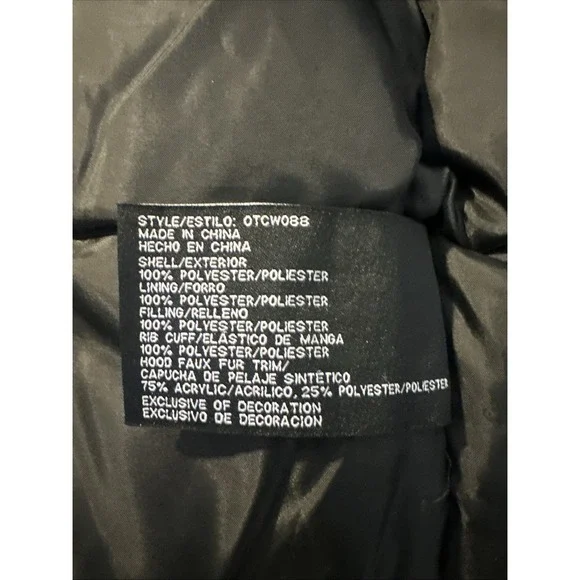 STYLE/ESTILO: OTCW088
MADE IN CHINA
HECHO EN CHINA
SHELL/EXTERIOR
100% POLYESTER/POLIESTER
LINING/FORRO
100% POLYESTER/POLIESTER
FILLING/RELLENO
100% POLYESTER/POLIESTER
RIB CUFF/ELÁSTICO DE MANGA
100% POLYESTER/POLIESTER
HOOD FAUX FUR TRIM/
CAPUCHA DE PELAJE SINTÉTICO
75% ACRYLIC/ACRILICO, 25% POLYESTER/POLIESTER
EXCLUSIVE OF DECORATION
EXCLUSIVO DE DECORACION